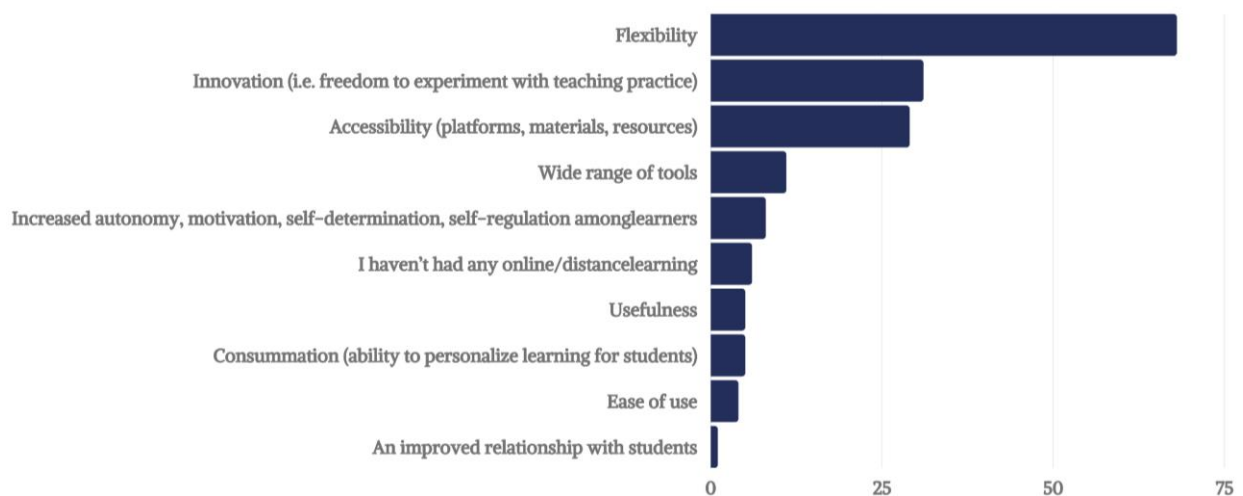 Flexibility
Innovation (i.e. freedom to experiment with teaching practice)
Accessibility (platforms, materials, resources)
Wide range of tools
Increased autonomy, motivation, self-determination, self-regulation amonglearners
I haven't had any online/distancelearning
Usefulness
Consummation (ability to personalize learning for students)
Ease of use
An improved relationship with students
0 25 50 75